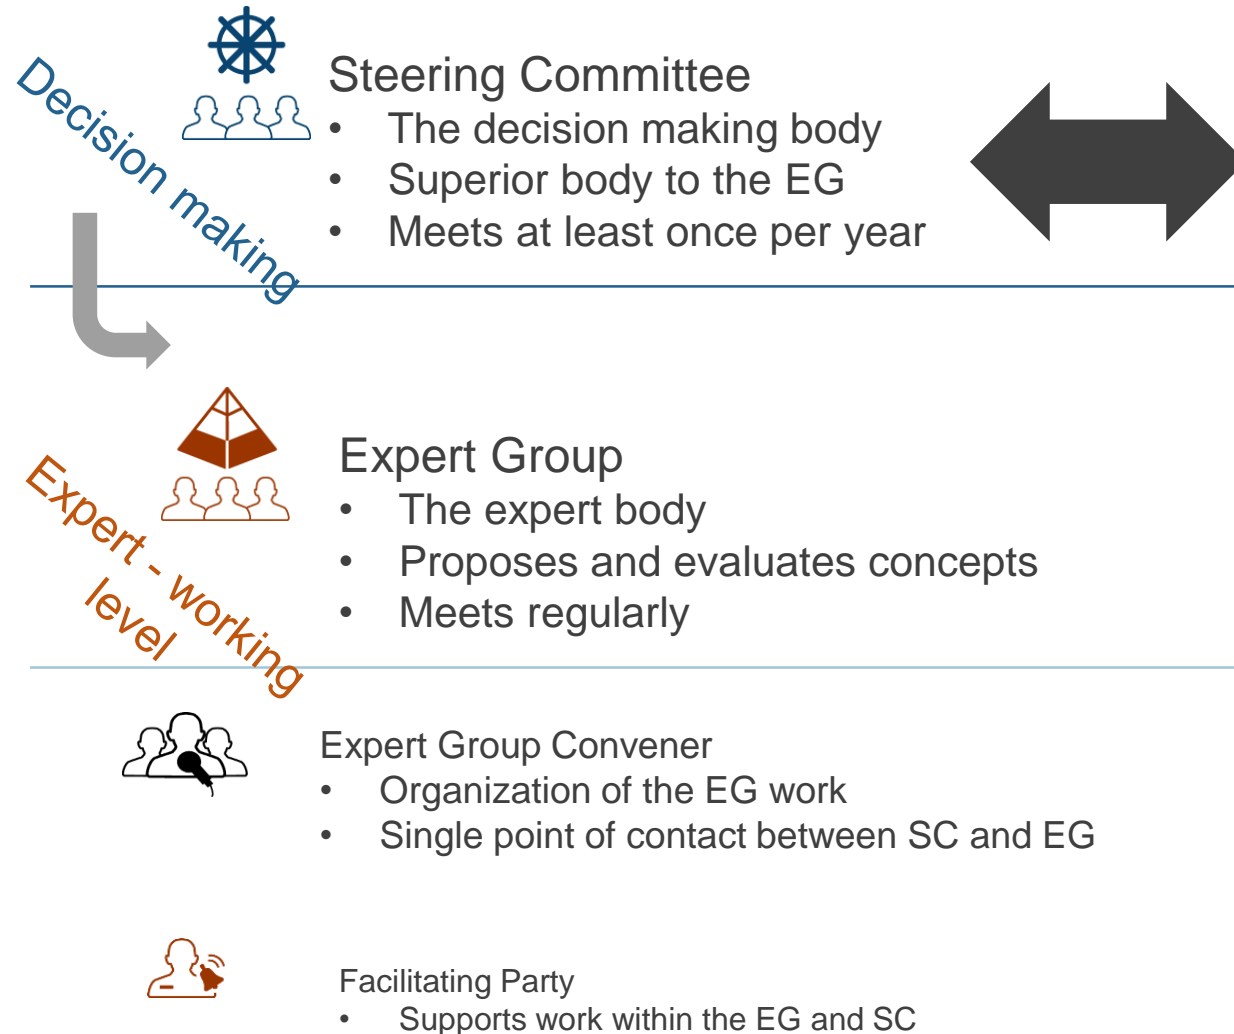 Decision making
Steering Committee
• The decision making body
• Superior body to the EG
• Meets at least once per year
Expert - working
level
Expert Group
• The expert body
• Proposes and evaluates concepts
• Meets regularly
Expert Group Convener
• Organization of the EG work
• Single point of contact between SC and EG
Facilitating Party
• Supports work within the EG and SC